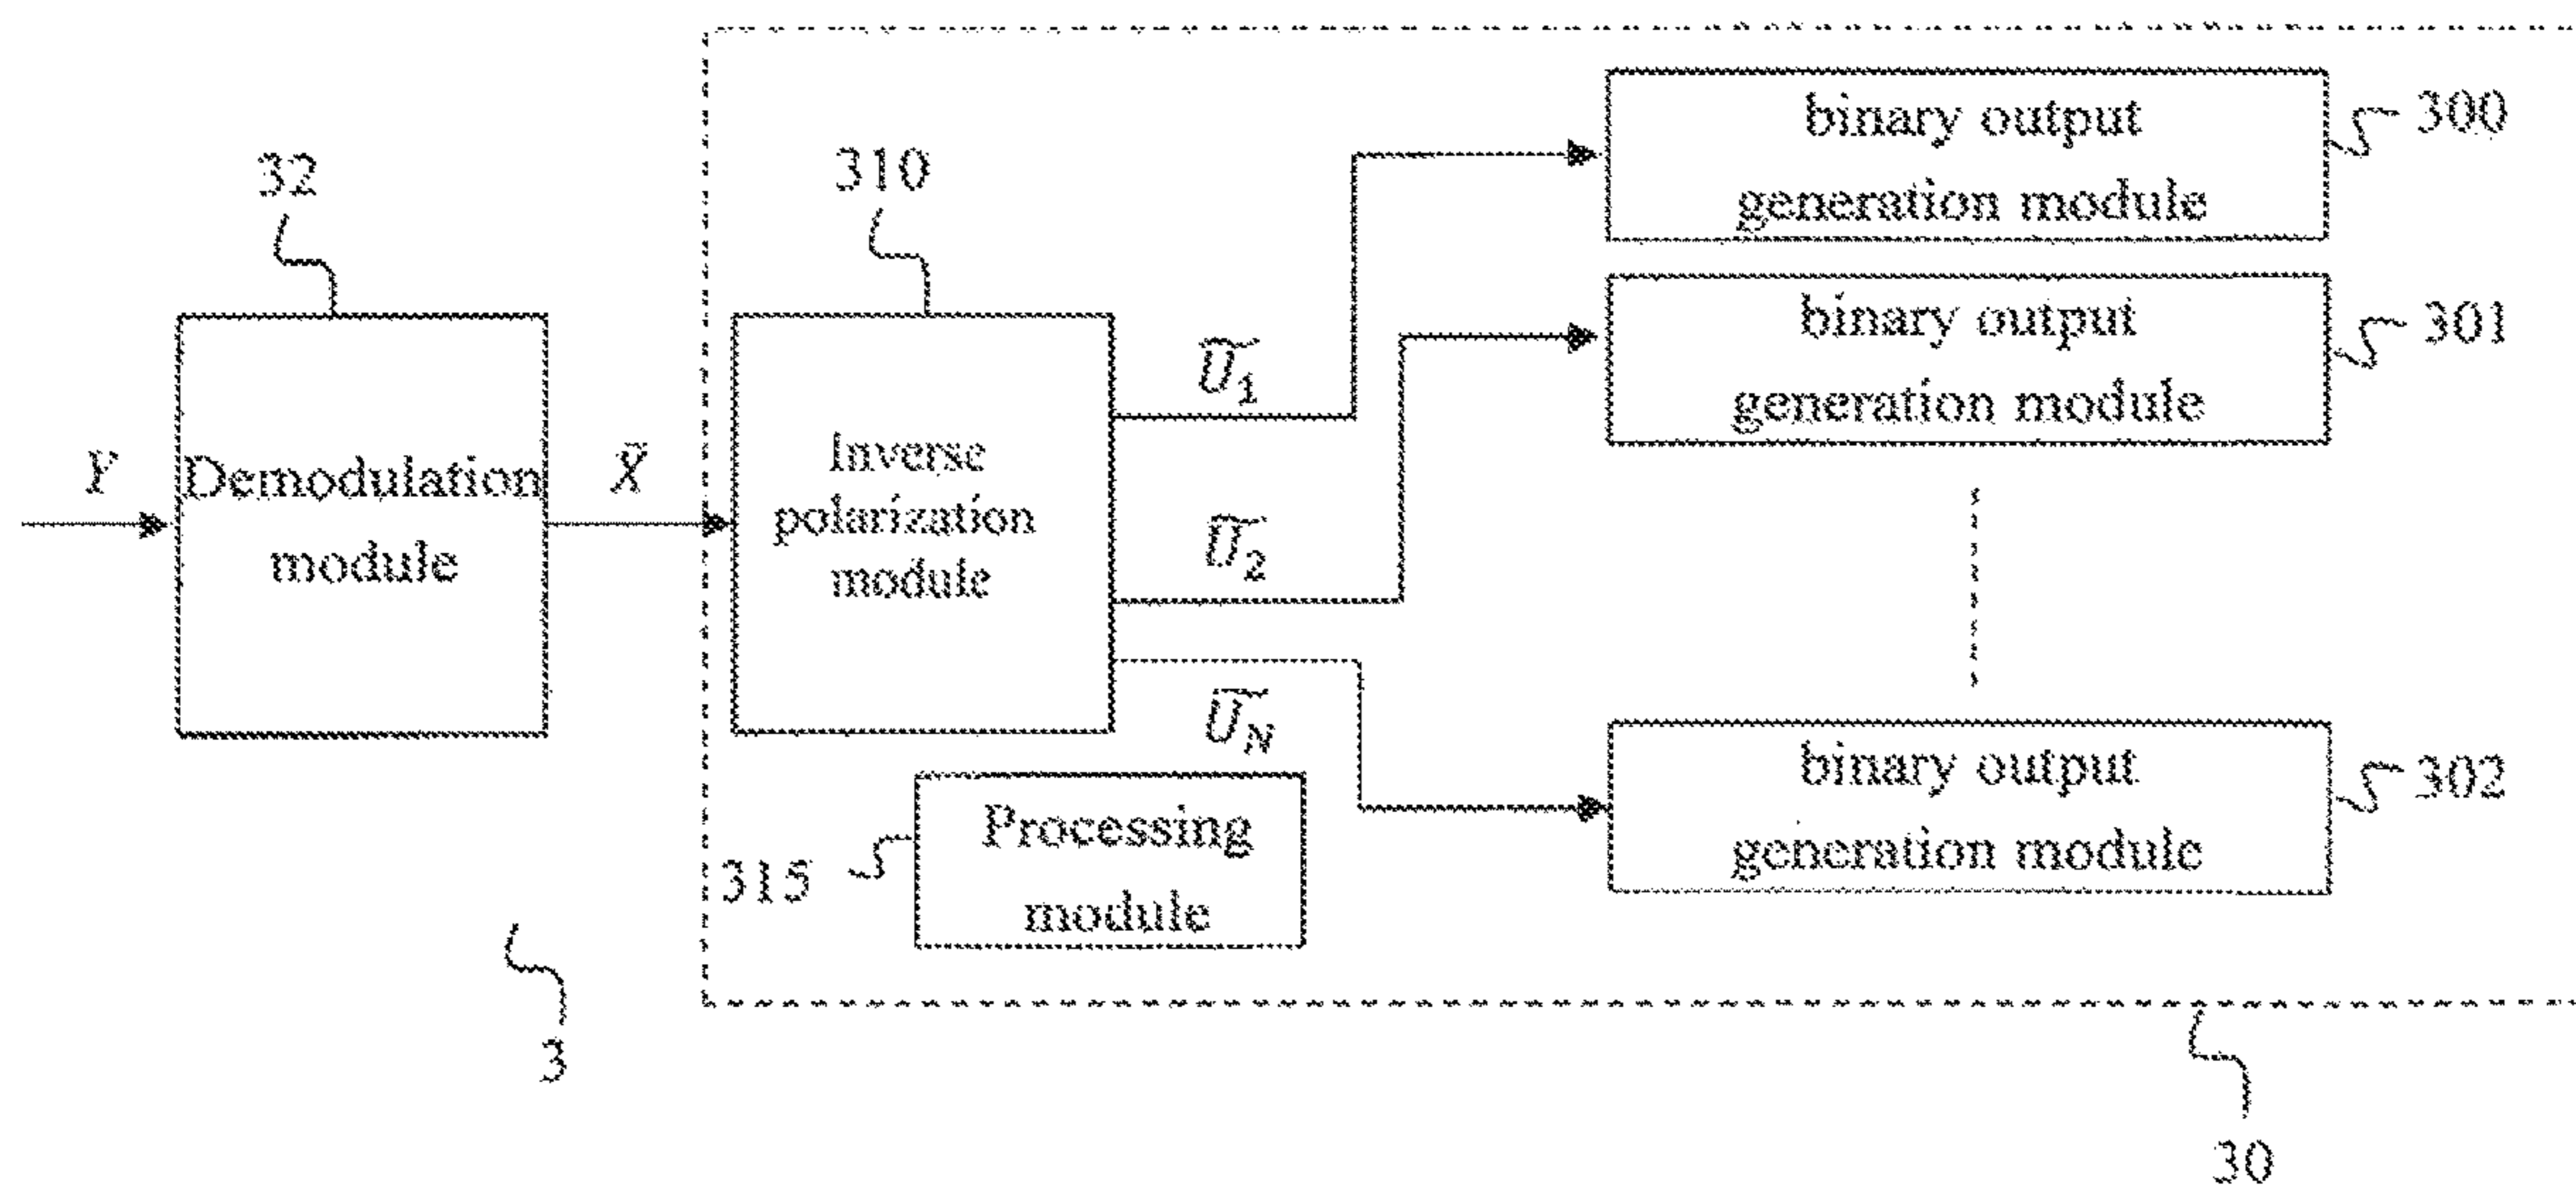 32
310
binary output
generation module
300
binary output
generation module
301
Y
Demodulation
module
X̃
Inverse
polarization
module
Ũ₁
Ũ₂
Ũ_N
binary output
generation module
302
Processing
module
315
3
30